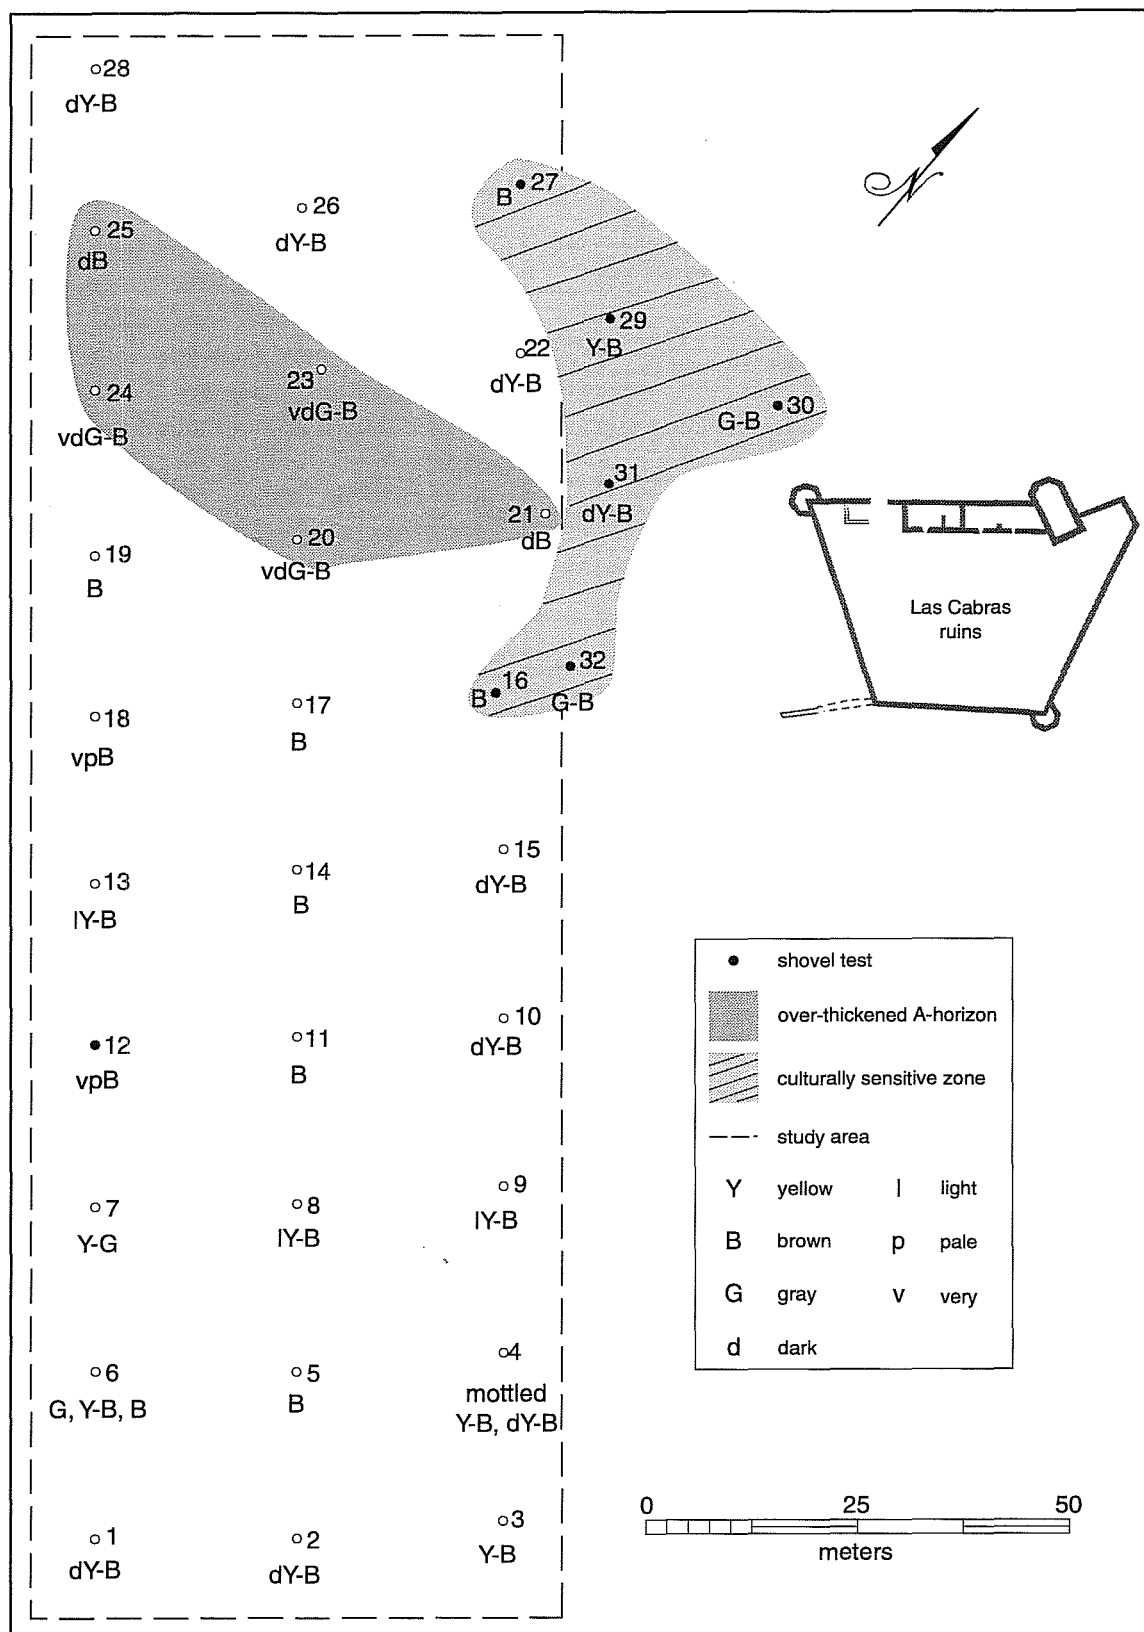 28
dY-B
27
B
26
dY-B
25
dB
29
Y-B
22
dY-B
23
vdG-B
24
vdG-B
30
G-B
31
dY-B
21
dB
20
vdG-B
19
B
Las Cabras
ruins
32
G-B
16
B
17
B
18
vpB
15
dY-B
14
B
13
lY-B
10
dY-B
11
B
12
vpB
9
lY-B
8
lY-B
7
Y-G
4
mottled
Y-B, dY-B
5
B
6
G, Y-B, B
3
Y-B
2
dY-B
1
dY-B
N
shovel test
over-thickened A-horizon
culturally sensitive zone
study area
Y yellow l light
B brown p pale
G gray v very
d dark
0 25 50
meters